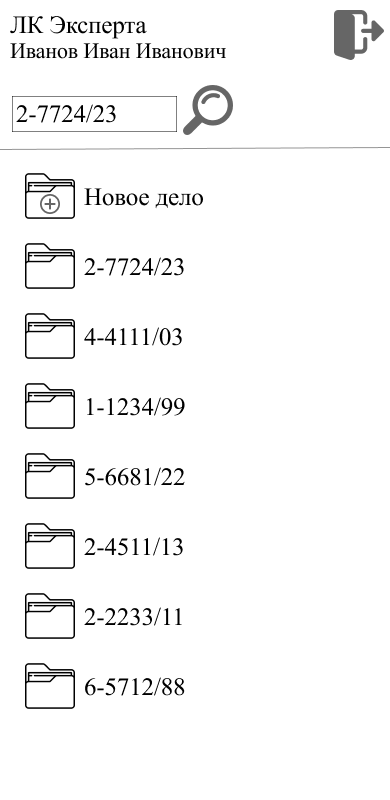 ЛК Эксперта
Иванов Иван Иванович
2-7724/23
Новое дело
2-7724/23
4-4111/03
1-1234/99
5-6681/22
2-4511/13
2-2233/11
6-5712/88